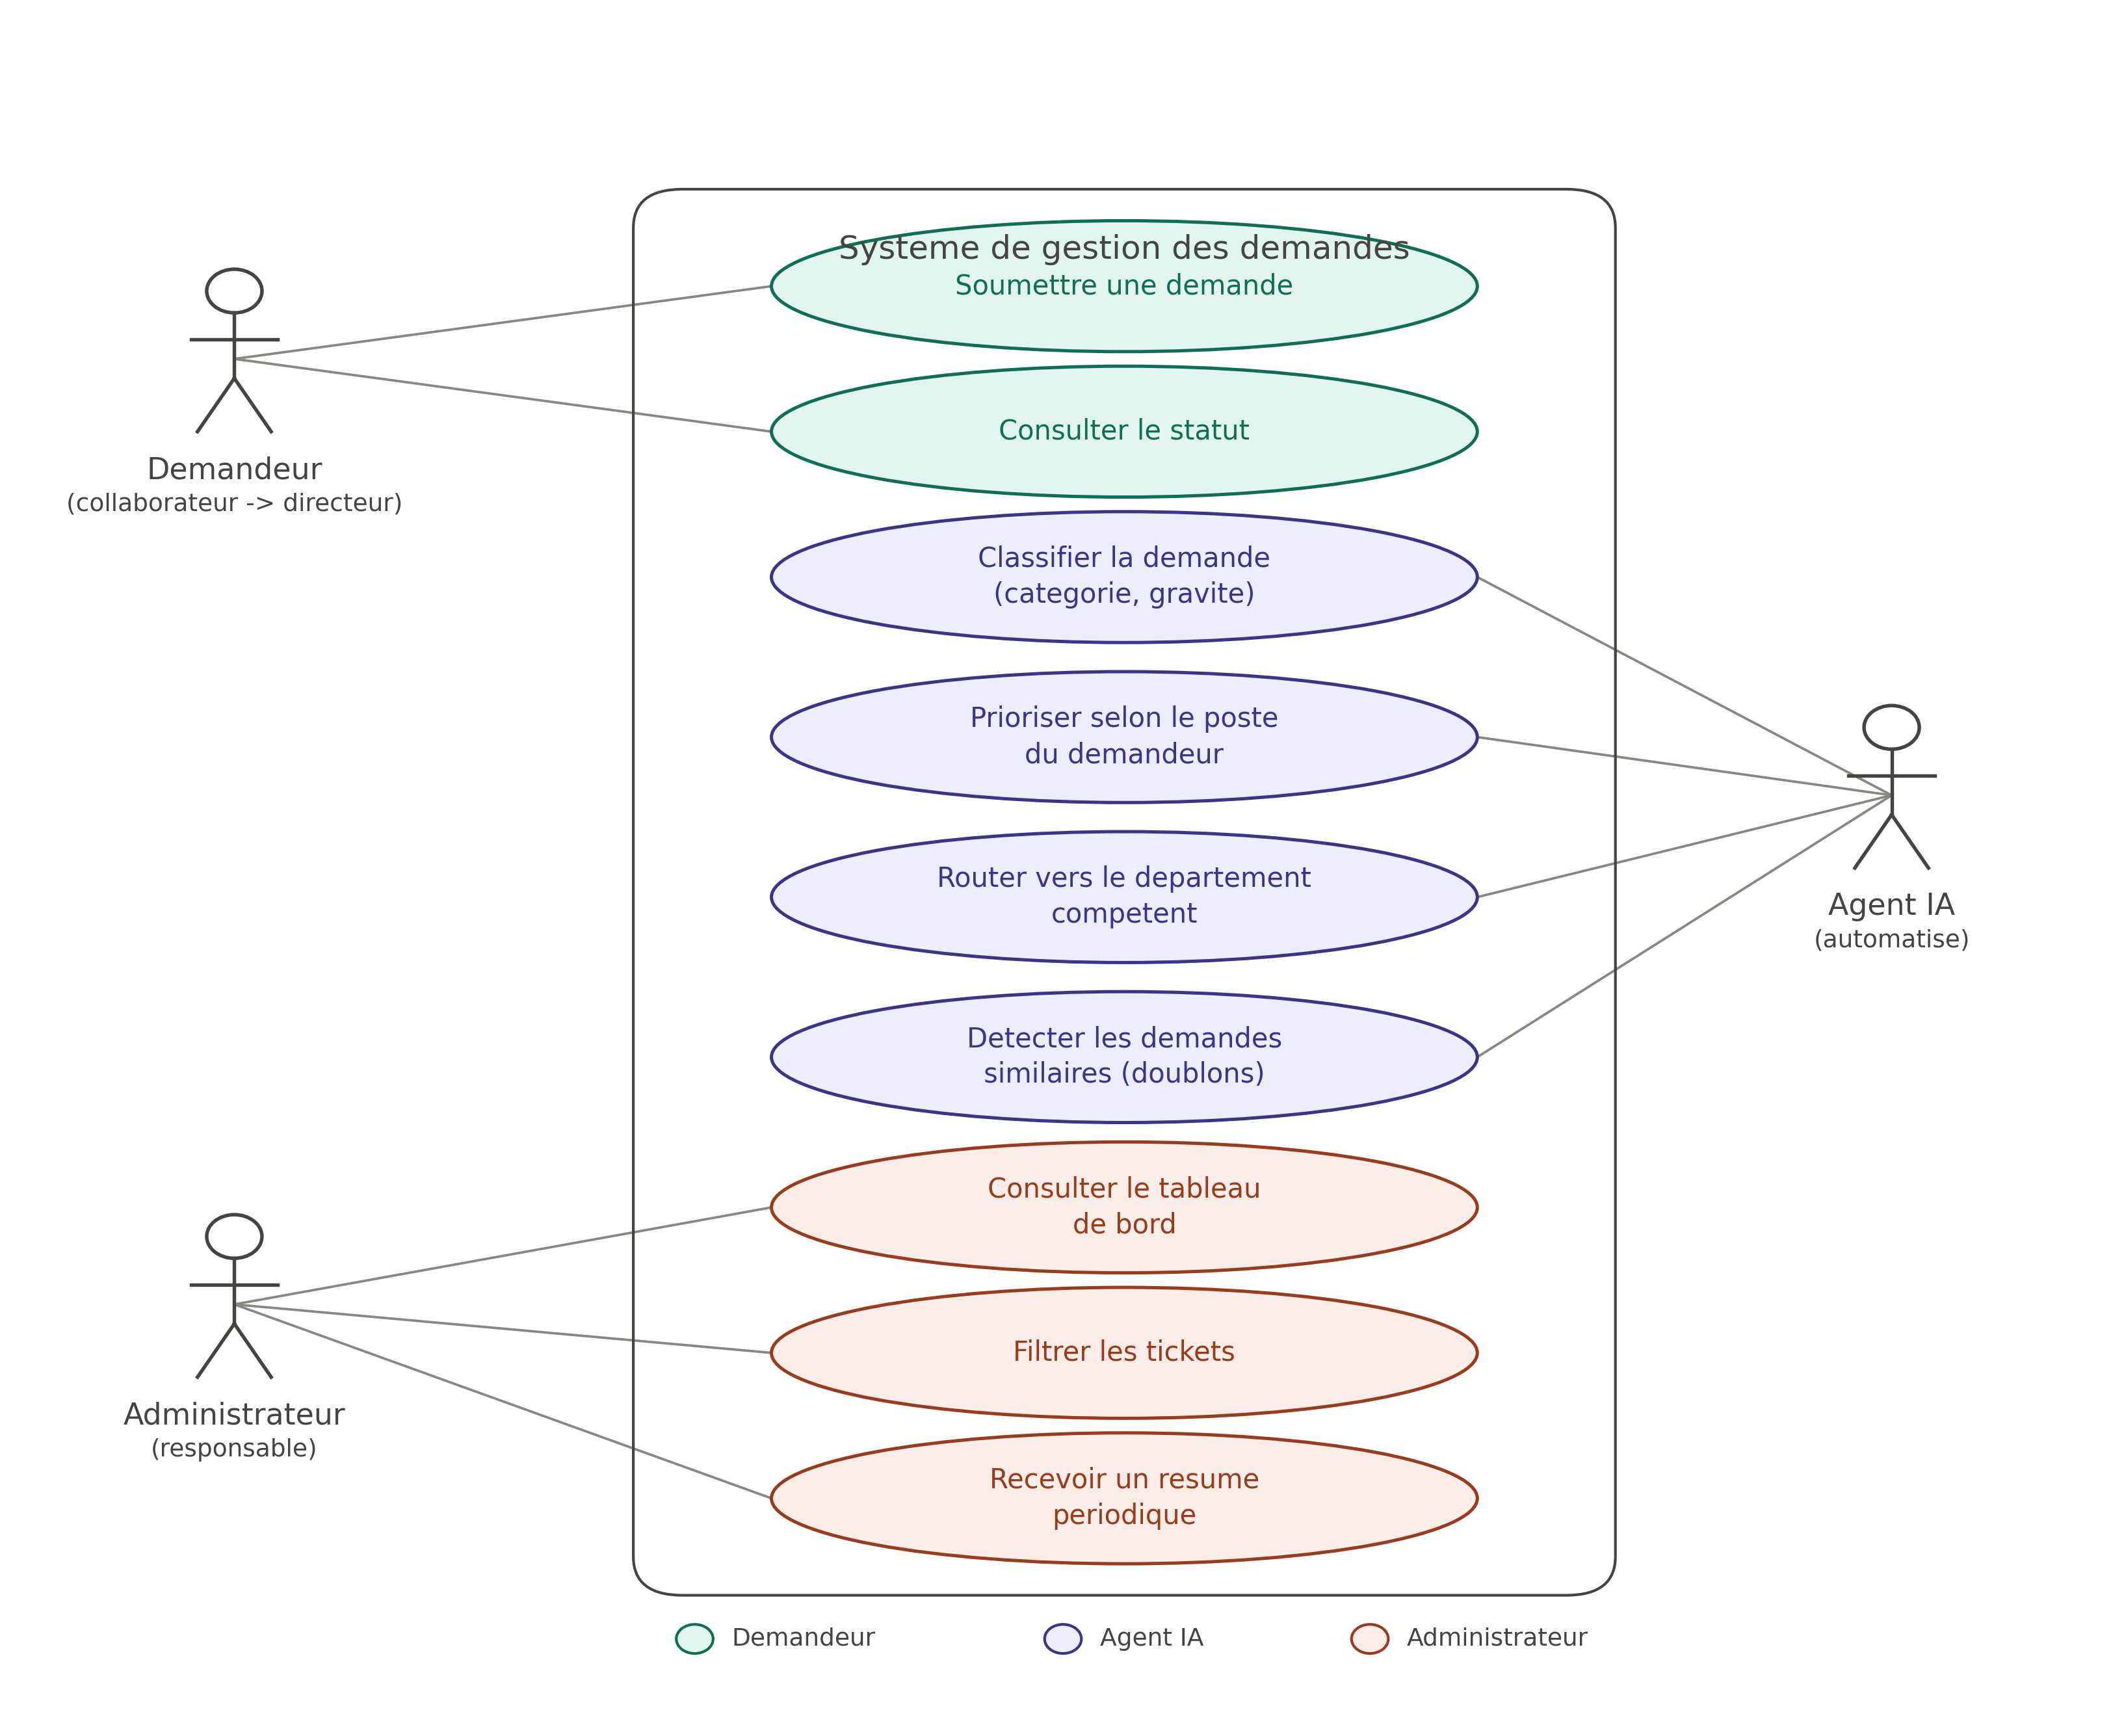 Systeme de gestion des demandes
Soumettre une demande
Consulter le statut
Demandeur
(collaborateur -> directeur)
Classifier la demande
(categorie, gravite)
Prioriser selon le poste
du demandeur
Router vers le departement
competent
Agent IA
(automatise)
Detecter les demandes
similaires (doublons)
Consulter le tableau
de bord
Filtrer les tickets
Administrateur
(responsable)
Recevoir un resume
periodique
Demandeur
Agent IA
Administrateur